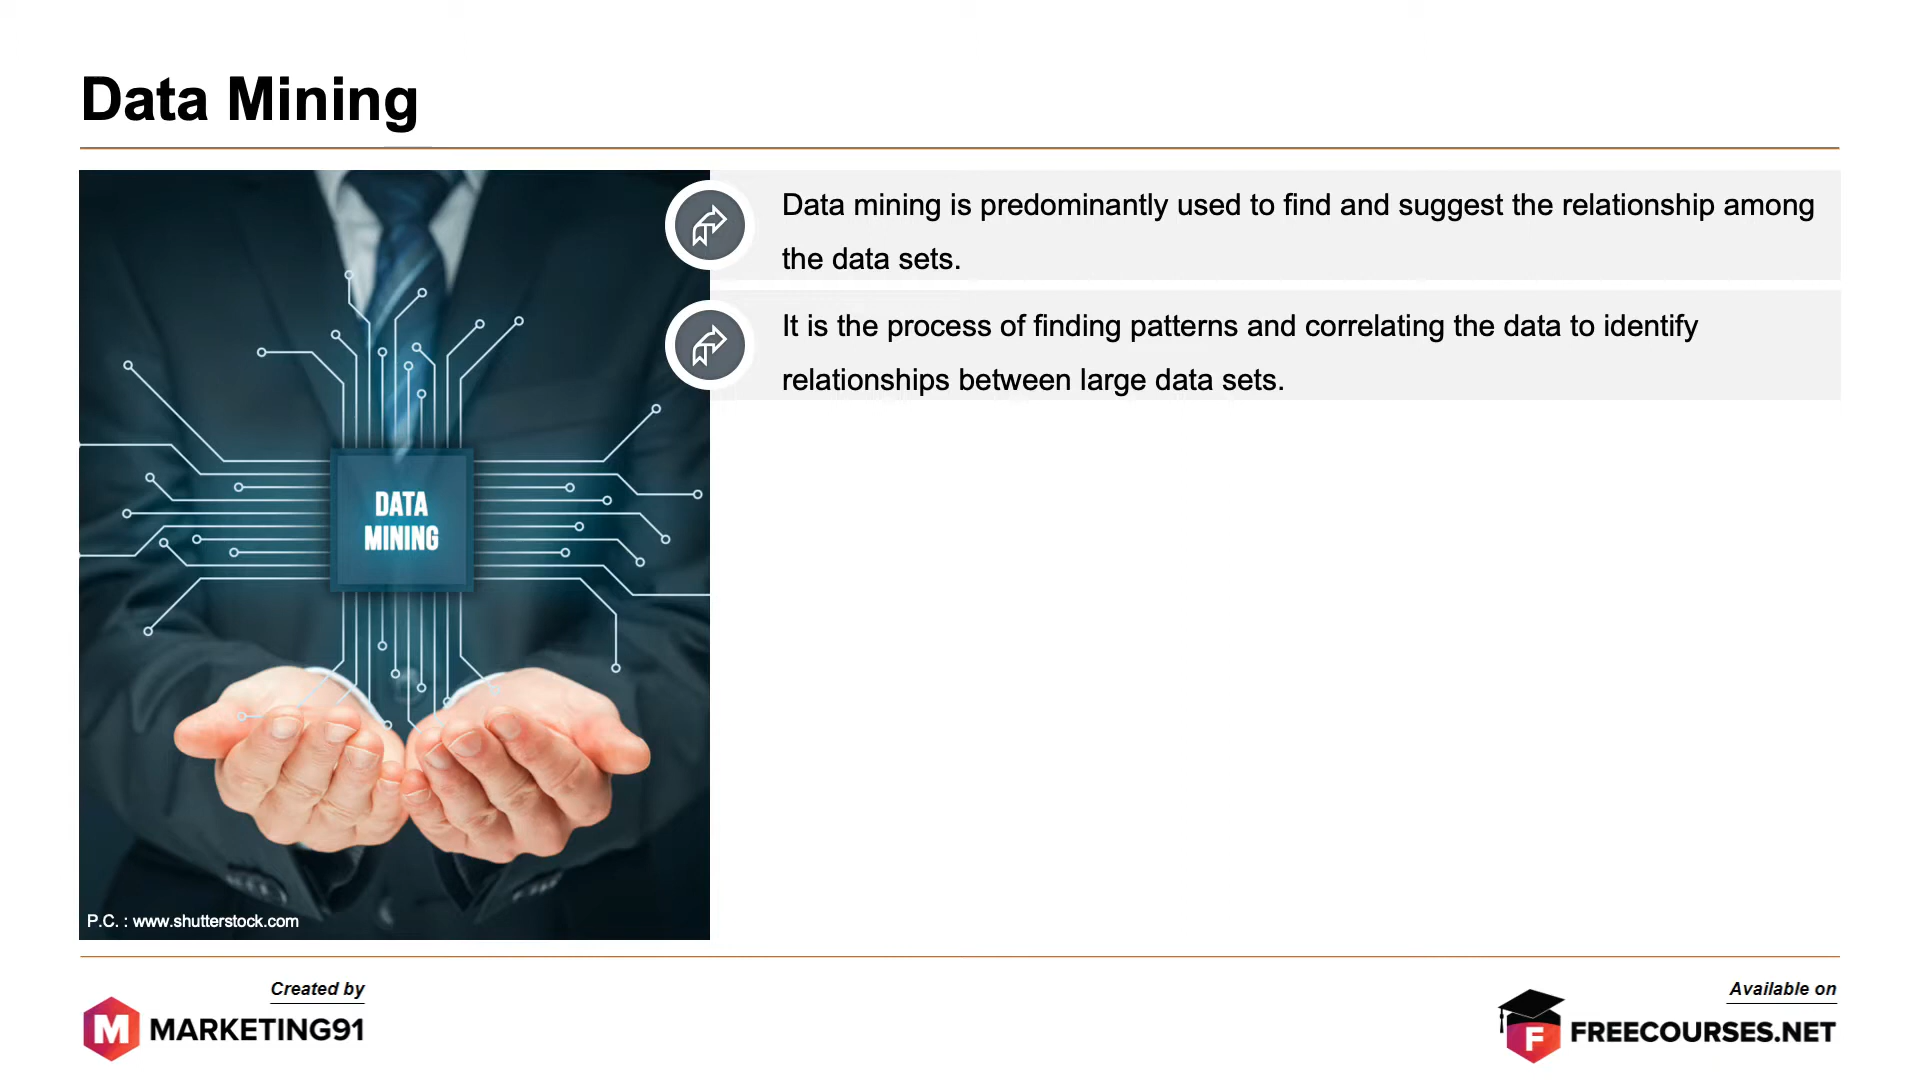 Data Mining
Data mining is predominantly used to find and suggest the relationship among
the data sets.
It is the process of finding patterns and correlating the data to identify
relationships between large data sets.
DATA
MINING
P.C. : www.shutterstock.com
Created by
M MARKETING91
Available on
F FREECOURSES.NET